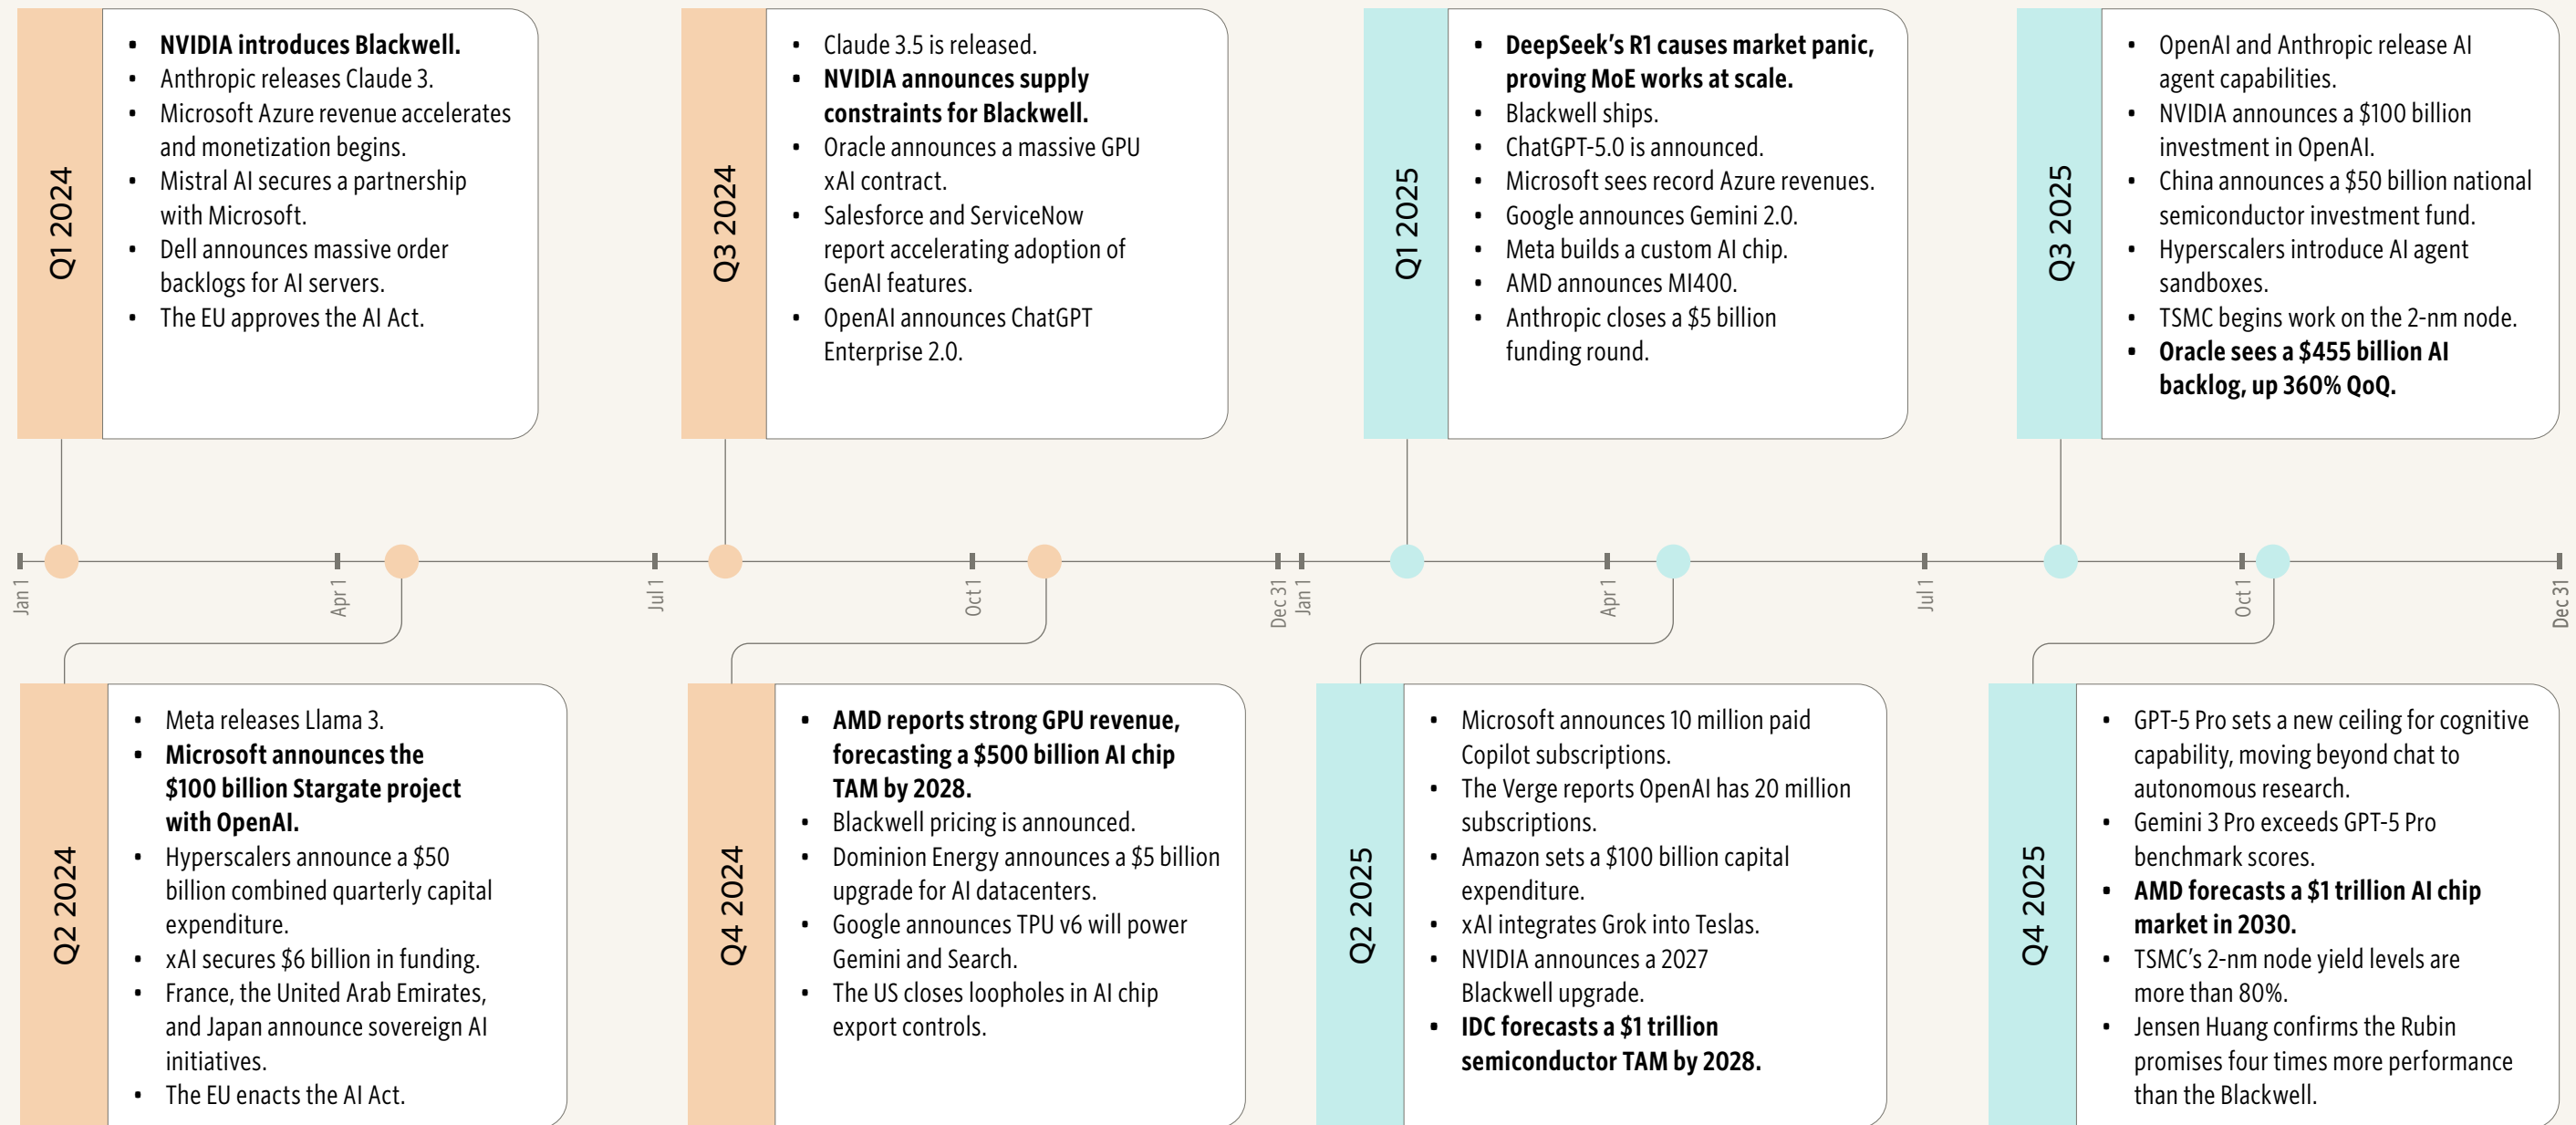 Q1 2024
• NVIDIA introduces Blackwell.
• Anthropic releases Claude 3.
• Microsoft Azure revenue accelerates
and monetization begins.
• Mistral AI secures a partnership
with Microsoft.
• Dell announces massive order
backlogs for AI servers.
• The EU approves the AI Act.
Q3 2024
• Claude 3.5 is released.
• NVIDIA announces supply
constraints for Blackwell.
• Oracle announces a massive GPU
xAI contract.
• Salesforce and ServiceNow
report accelerating adoption of
GenAI features.
• OpenAI announces ChatGPT
Enterprise 2.0.
Q1 2025
• DeepSeek’s R1 causes market panic,
proving MoE works at scale.
• Blackwell ships.
• ChatGPT-5.0 is announced.
• Microsoft sees record Azure revenues.
• Google announces Gemini 2.0.
• Meta builds a custom AI chip.
• AMD announces MI400.
• Anthropic closes a $5 billion
funding round.
Q3 2025
• OpenAI and Anthropic release AI
agent capabilities.
• NVIDIA announces a $100 billion
investment in OpenAI.
• China announces a $50 billion national
semiconductor investment fund.
• Hyperscalers introduce AI agent
sandboxes.
• TSMC begins work on the 2-nm node.
• Oracle sees a $455 billion AI
backlog, up 360% QoQ.
Jan 1
Apr 1
Jul 1
Oct 1
Dec 31
Jan 1
Apr 1
Jul 1
Oct 1
Dec 31
Q2 2024
• Meta releases Llama 3.
• Microsoft announces the
$100 billion Stargate project
with OpenAI.
• Hyperscalers announce a $50
billion combined quarterly capital
expenditure.
• xAI secures $6 billion in funding.
• France, the United Arab Emirates,
and Japan announce sovereign AI
initiatives.
• The EU enacts the AI Act.
Q4 2024
• AMD reports strong GPU revenue,
forecasting a $500 billion AI chip
TAM by 2028.
• Blackwell pricing is announced.
• Dominion Energy announces a $5 billion
upgrade for AI datacenters.
• Google announces TPU v6 will power
Gemini and Search.
• The US closes loopholes in AI chip
export controls.
Q2 2025
• Microsoft announces 10 million paid
Copilot subscriptions.
• The Verge reports OpenAI has 20 million
subscriptions.
• Amazon sets a $100 billion capital
expenditure.
• xAI integrates Grok into Teslas.
• NVIDIA announces a 2027
Blackwell upgrade.
• IDC forecasts a $1 trillion
semiconductor TAM by 2028.
Q4 2025
• GPT-5 Pro sets a new ceiling for cognitive
capability, moving beyond chat to
autonomous research.
• Gemini 3 Pro exceeds GPT-5 Pro
benchmark scores.
• AMD forecasts a $1 trillion AI chip
market in 2030.
• TSMC’s 2-nm node yield levels are
more than 80%.
• Jensen Huang confirms the Rubin
promises four times more performance
than the Blackwell.